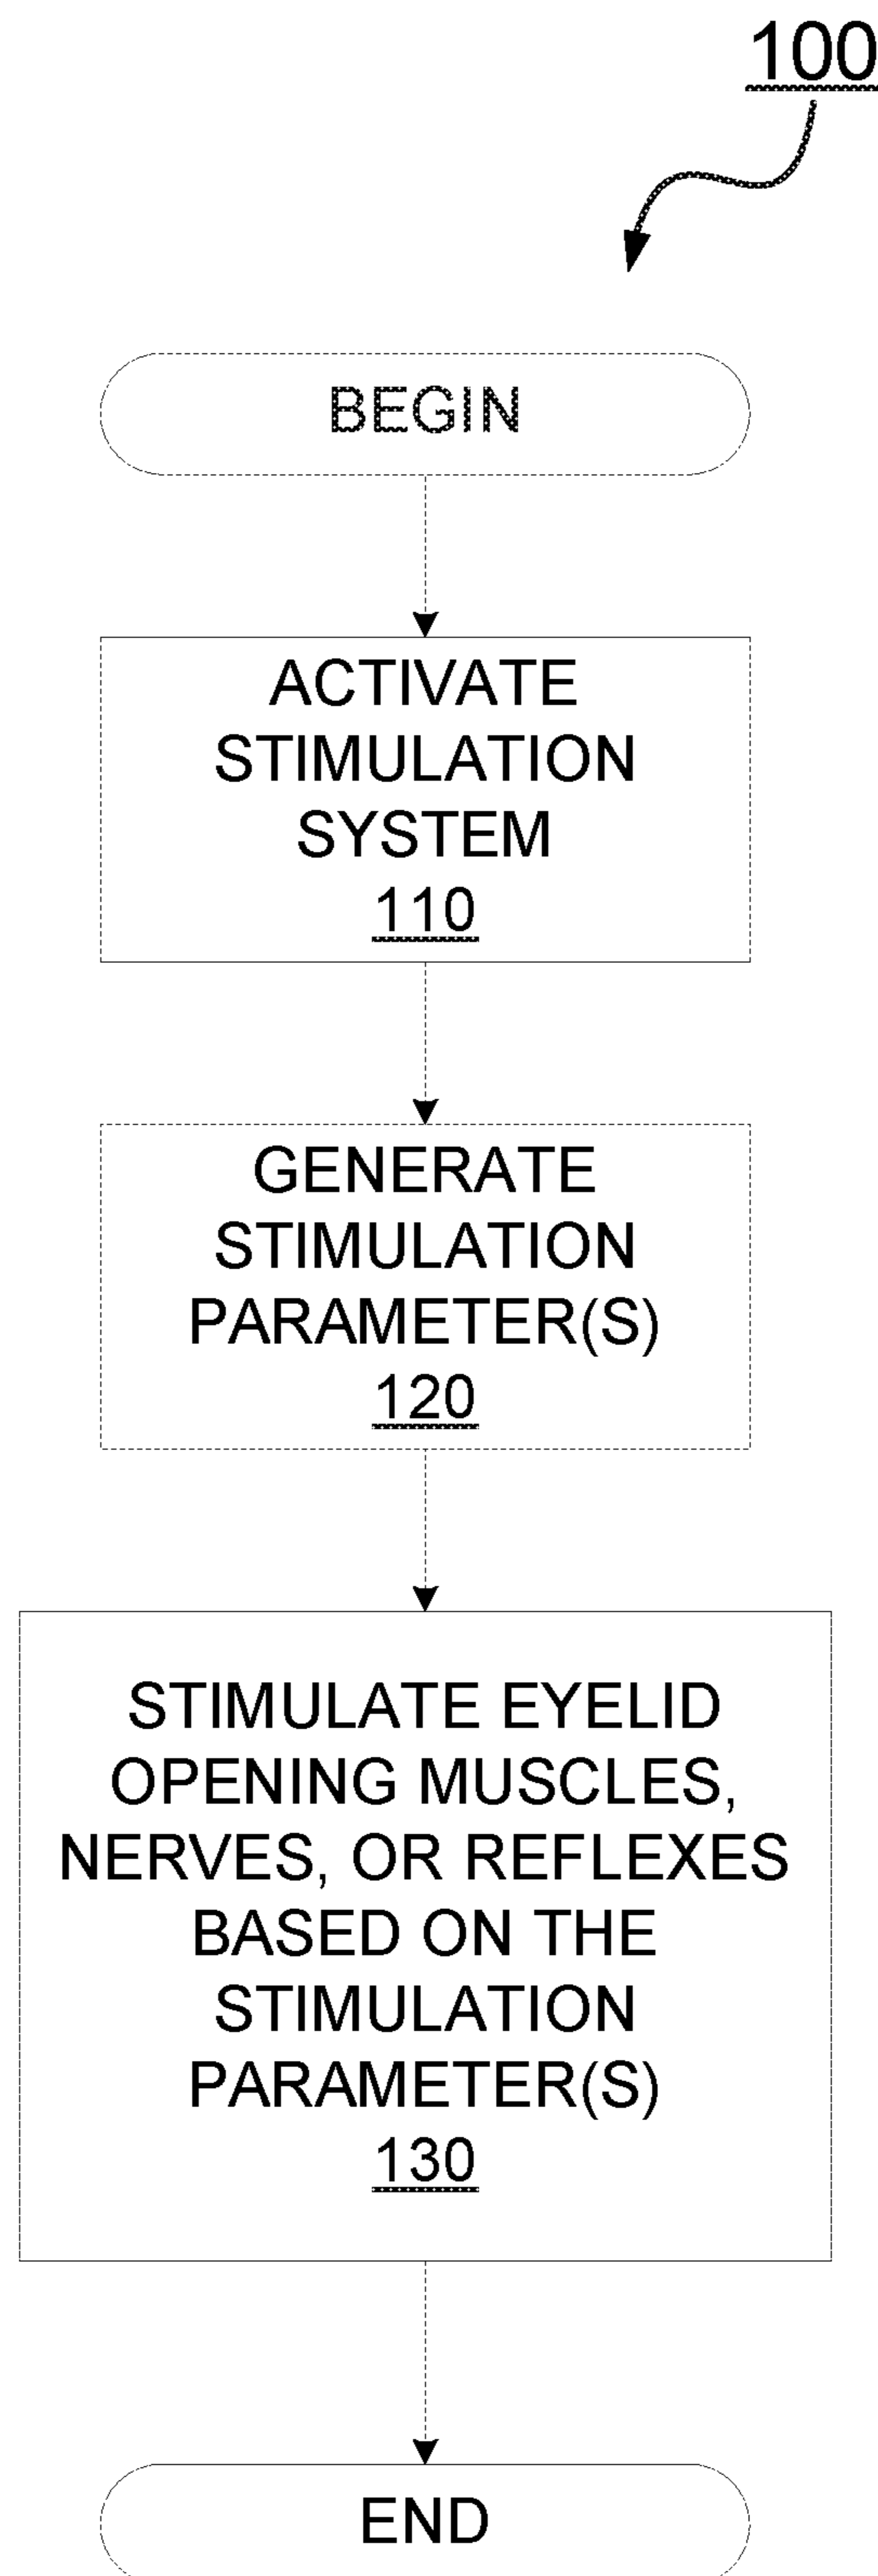 100
BEGIN
ACTIVATE
STIMULATION
SYSTEM
110
GENERATE
STIMULATION
PARAMETER(S)
120
STIMULATE EYELID
OPENING MUSCLES,
NERVES, OR REFLEXES
BASED ON THE
STIMULATION
PARAMETER(S)
130
END